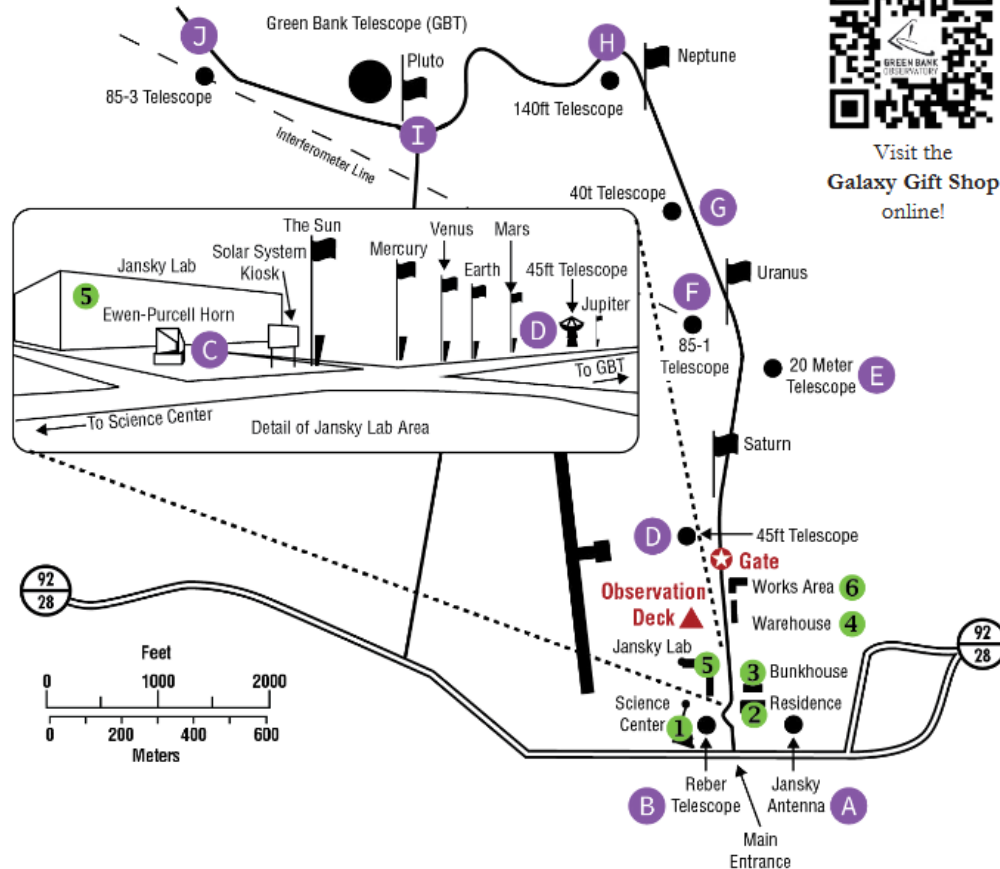 J
Green Bank Telescope (GBT)
H
Neptune
Pluto
85-3 Telescope
140ft Telescope
I
Interferometer Line
GREEN BANK
OBSERVATORY
Visit the
Galaxy Gift Shop
online!
40t Telescope
G
Uranus
F
85-1
Telescope
20 Meter
Telescope
E
Saturn
The Sun
Solar System
Kiosk
Jansky Lab
5
Ewen-Purcell Horn
C
Mercury
Venus
Mars
Earth
45ft Telescope
D
Jupiter
To GBT
To Science Center
Detail of Jansky Lab Area
D
45ft Telescope
Gate
Observation
Deck
Works Area
6
Warehouse
4
Jansky Lab
5
3
Bunkhouse
2
Residence
Science
Center
1
92
28
92
28
Feet
0
1000
2000
0
200
400
600
Meters
B
Reber
Telescope
Jansky
Antenna
A
Main
Entrance